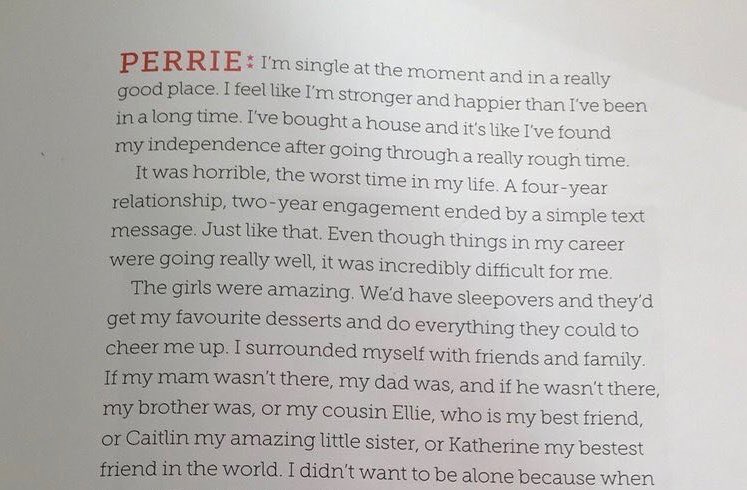 PERRIE: I'm single at the moment and in a really
good place. I feel like I'm stronger and happier than I've been
in a long time. I've bought a house and it's like I've found
my independence after going through a really rough time.
It was horrible, the worst time in my life. A four-year
relationship, two-year engagement ended by a simple text
message. Just like that. Even though things in my career
were going really well, it was incredibly difficult for me.
The girls were amazing. We'd have sleepovers and they'd
get my favourite desserts and do everything they could to
cheer me up. I surrounded myself with friends and family.
If my mam wasn't there, my dad was, and if he wasn't there,
my brother was, or my cousin Ellie, who is my best friend,
or Caitlin my amazing little sister, or Katherine my bestest
friend in the world. I didn't want to be alone because when